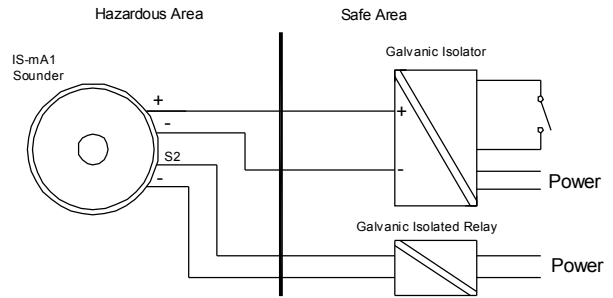 Hazardous Area
Safe Area
IS-mA1
Sounder
Galvanic Isolator
+
+
-
S2
-
-
Power
Galvanic Isolated Relay
Power